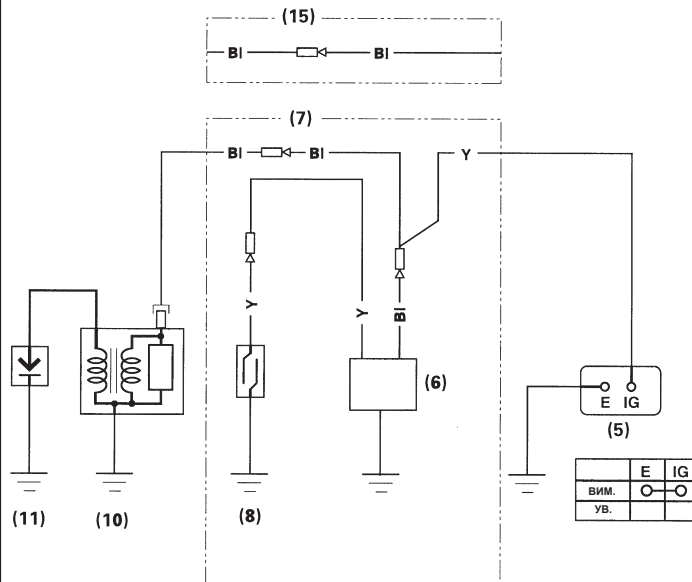 (15)
Bl Bl
(7)
Bl Bl Y
Y Y Bl
(6)
E IG
(5)
E IG
ВИМ.
УВ.
(11) (10) (8)